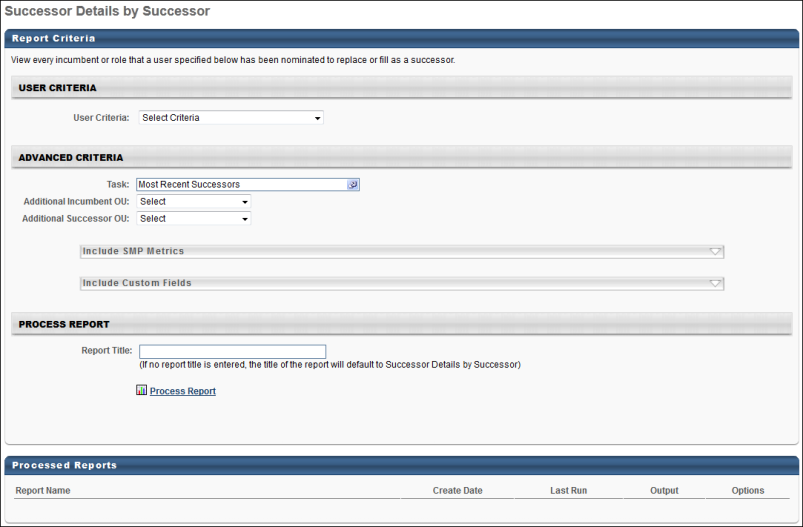 Successor Details by Successor
Report Criteria
View every incumbent or role that a user specified below has been nominated to replace or fill as a successor.
USER CRITERIA
User Criteria: Select Criteria
ADVANCED CRITERIA
Task: Most Recent Successors
Additional Incumbent OU: Select
Additional Successor OU: Select
Include SMP Metrics
Include Custom Fields
PROCESS REPORT
Report Title:
(If no report title is entered, the title of the report will default to Successor Details by Successor)
Process Report
Processed Reports
Report Name Create Date Last Run Output Options